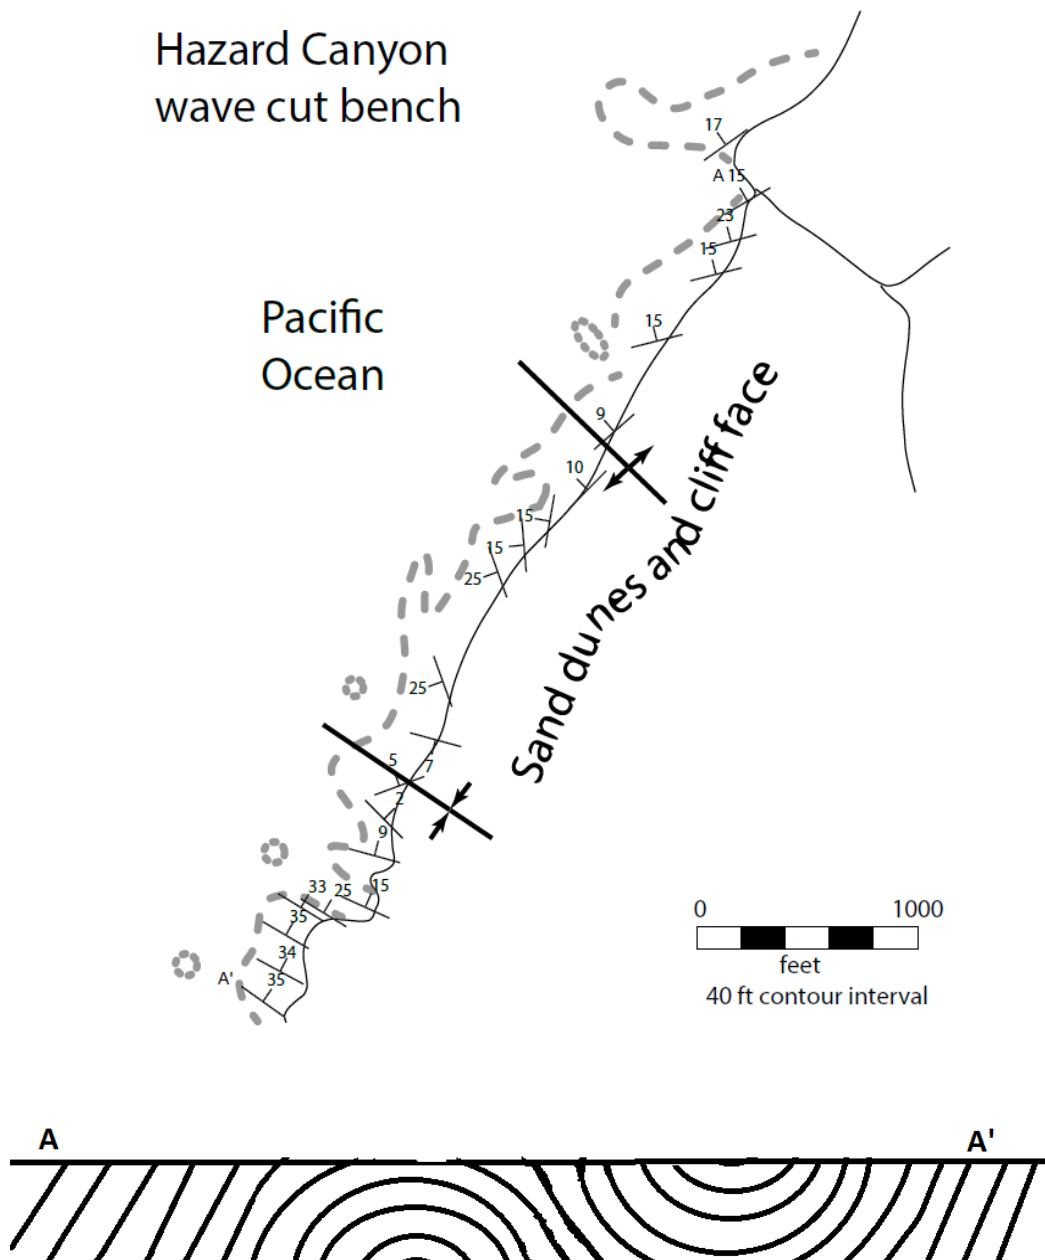 Hazard Canyon
wave cut bench
17
A 15
23
15
Pacific
Ocean
15
9
10
15
15
25
Sand dunes and cliff face
25
5
7
2
9
33
25
15
35
34
A'
35
0 1000
feet
40 ft contour interval
A A'